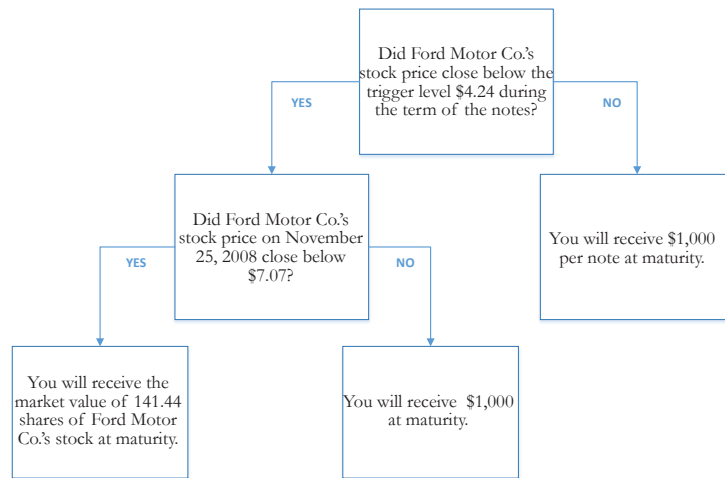 Did Ford Motor Co.'s
stock price close below the
trigger level $4.24 during
the term of the notes?
YES
NO
Did Ford Motor Co.'s
stock price on November
25, 2008 close below
$7.07?
You will receive $1,000
per note at maturity.
YES
NO
You will receive the
market value of 141.44
shares of Ford Motor
Co.'s stock at maturity.
You will receive $1,000
at maturity.